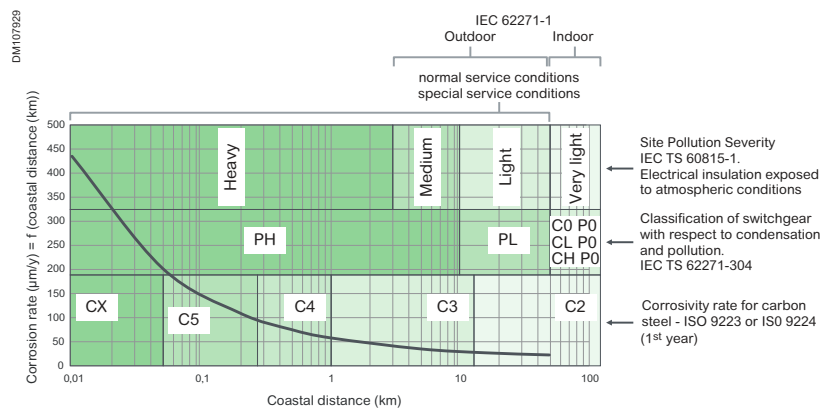 DM107929
IEC 62271-1
Outdoor
Indoor
normal service conditions
special service conditions
Corrosion rate (μm/y) = f (coastal distance (km))
500
450
400
350
300
250
200
150
100
50
0
Heavy
Medium
Light
Very light
PH
PL
C0 P0
CL P0
CH P0
CX
C5
C4
C3
C2
Site Pollution Severity
IEC TS 60815-1.
Electrical insulation exposed
to atmospheric conditions
Classification of switchgear
with respect to condensation
and pollution.
IEC TS 62271-304
Corrosivity rate for carbon
steel - ISO 9223 or IS0 9224
(1st year)
0,01
0,1
1
10
100
Coastal distance (km)